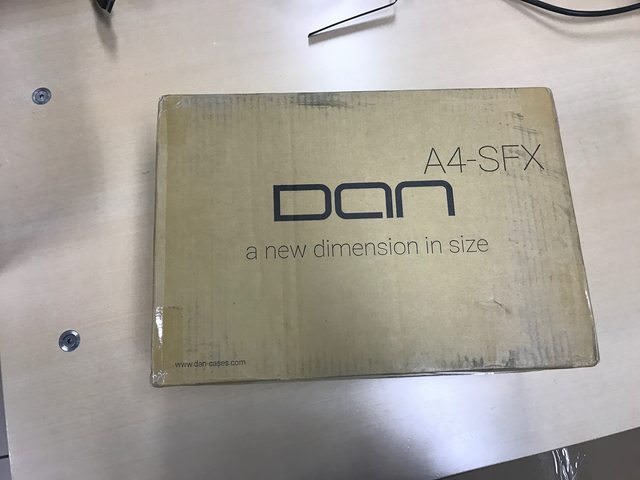 A4-SFX
Dan
a new dimension in size
www.dan-cases.com